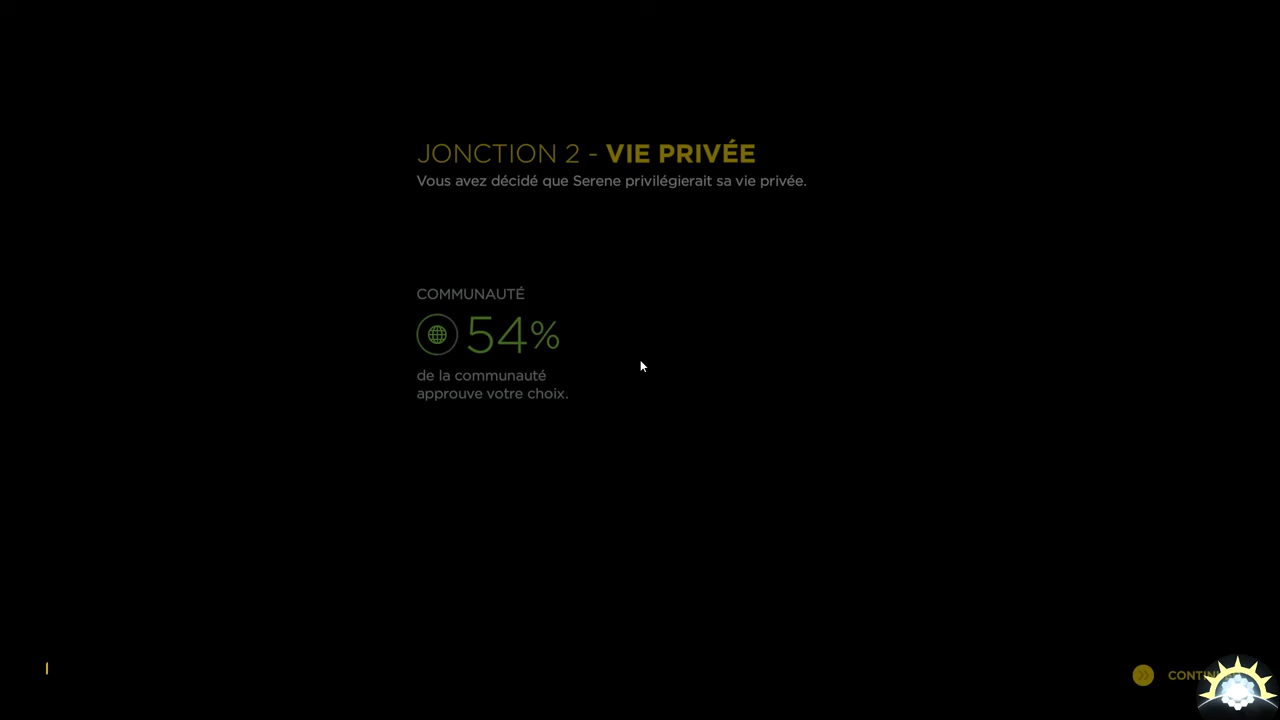 JONCTION 2 - VIE PRIVÉE
Vous avez décidé que Serene privilégierait sa vie privée.
COMMUNAUTÉ
54%
de la communauté
approuve votre choix.